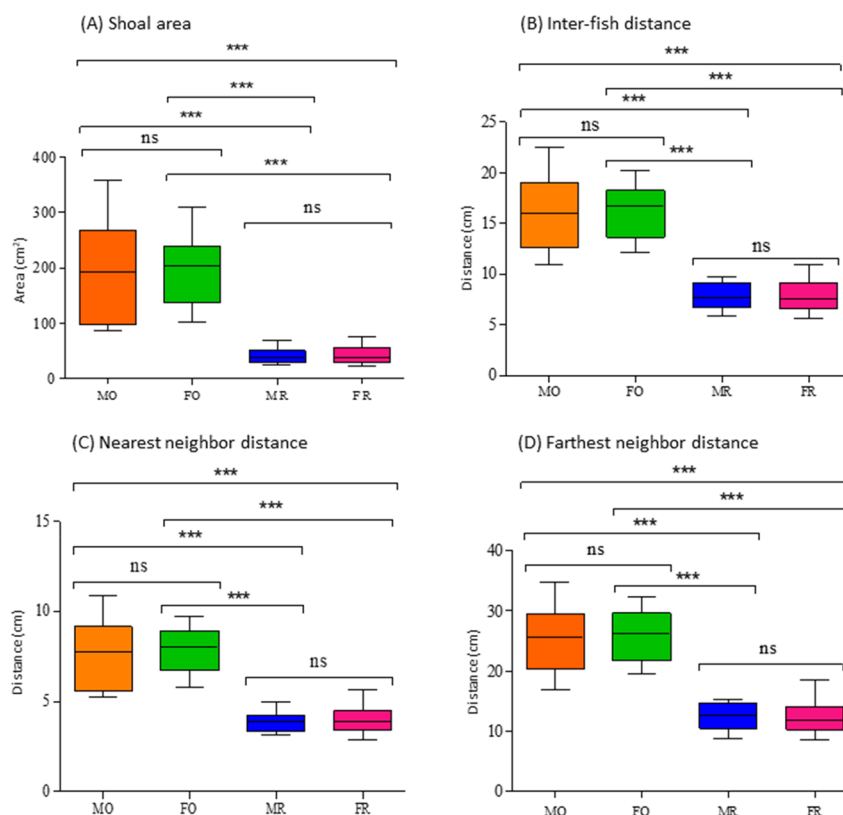 (A) Shoal area
***
***
***
ns
***
ns
400
300
200
100
0
Area (cm²)
MO FO MR FR
(B) Inter-fish distance
***
***
***
ns
***
ns
25
20
15
10
5
0
Distance (cm)
MO FO MR FR
(C) Nearest neighbor distance
***
***
***
ns
***
ns
15
10
5
0
Distance (cm)
MO FO MR FR
(D) Farthest neighbor distance
***
***
***
ns
***
ns
40
30
20
10
0
Distance (cm)
MO FO MR FR